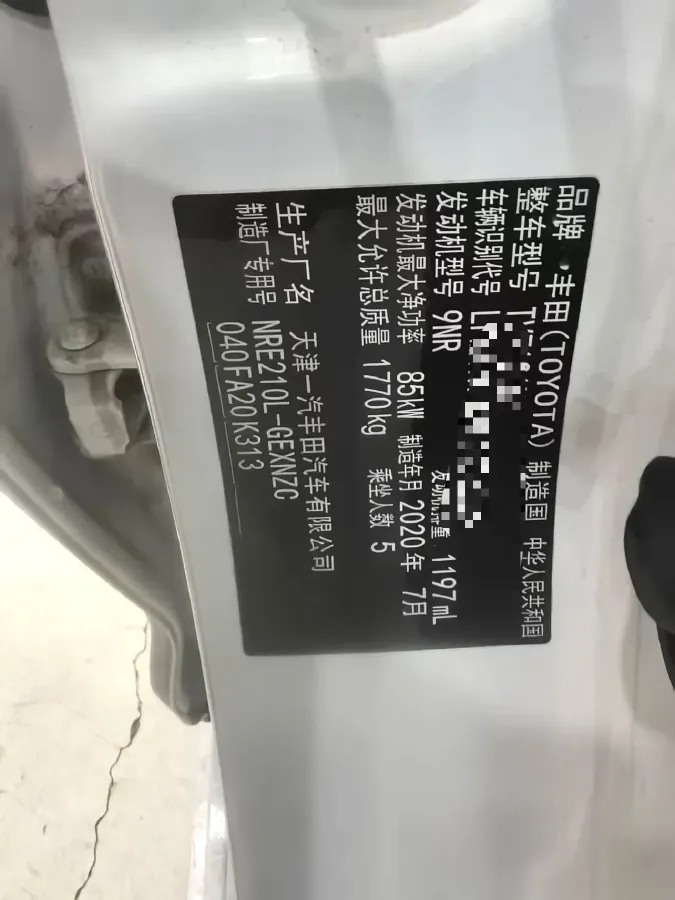 品牌 丰田(TOYOTA) 制造国 中华人民共和国
整车型号
车辆识别代号
发动机型号 9NR 1197 mL
发动机最大净功率 85kW 制造年月 2020年 7月
最大允许总质量 1770kg 乘坐人数 5
生产厂名 天津一汽丰田汽车有限公司
制造厂专用号 NRE210L-GEXNZC
040FA20K313